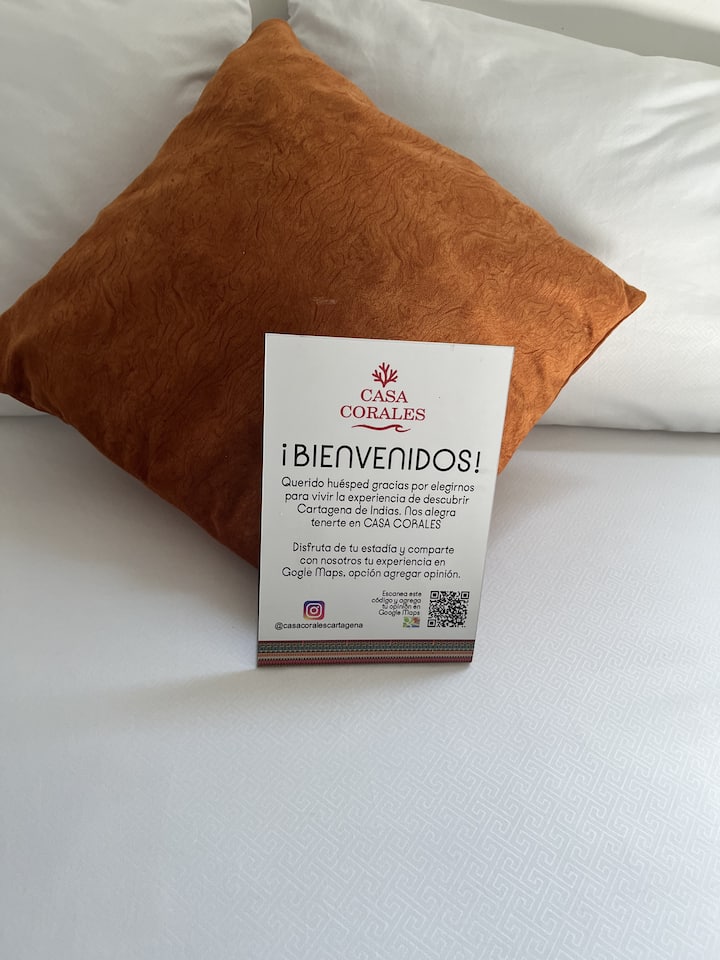 CASA
CORALES
¡BIENVENIDOS!
Querido huésped gracias por elegirnos
para vivir la experiencia de descubrir
Cartagena de Indias. Nos alegra
tenerte en CASA CORALES
Disfruta de tu estadía y comparte
con nosotros tu experiencia en
Gogle Maps, opción agregar opinión.
Escanea este
código y agrega
tu opinión en
Google Maps
@casacoralescartagena